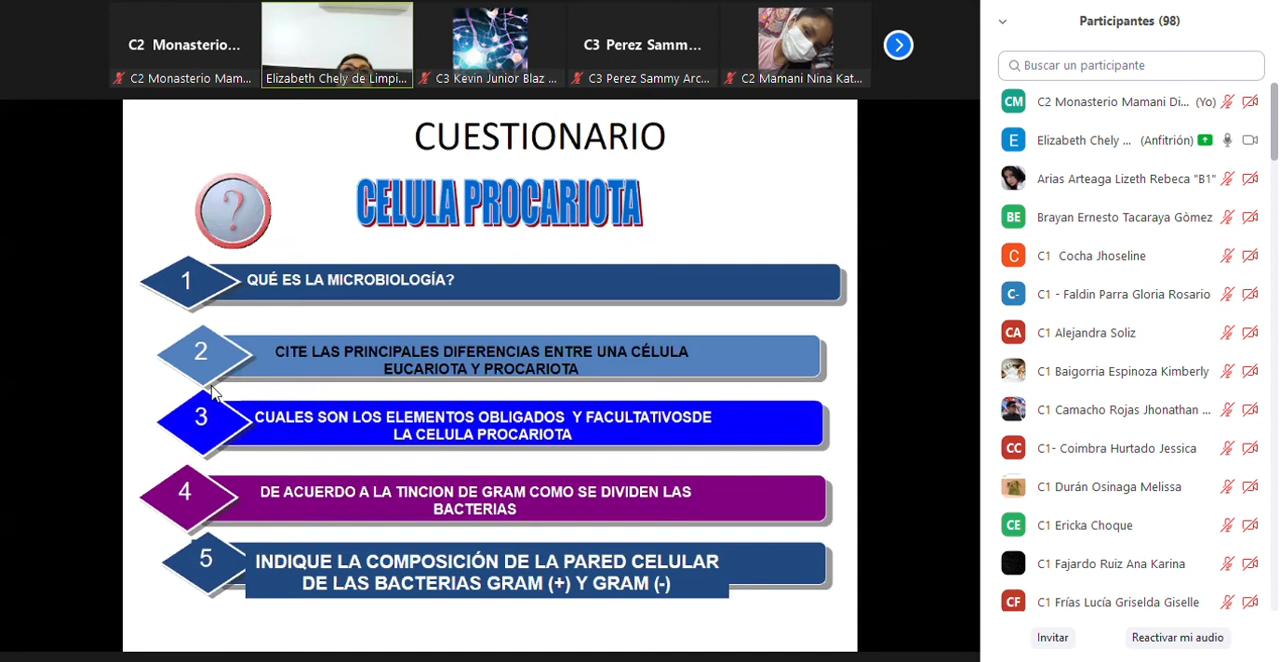 C2 Monasterio...
C3 Perez Samm...
C2 Monasterio Mam...
Elizabeth Chely de Limpi...
C3 Kevin Junior Blaz ...
C3 Perez Sammy Arc...
C2 Mamani Nina Kat...
CUESTIONARIO
?
CELULA PROCARIOTA
1
QUÉ ES LA MICROBIOLOGÍA?
2
CITE LAS PRINCIPALES DIFERENCIAS ENTRE UNA CÉLULA
EUCARIOTA Y PROCARIOTA
3
CUALES SON LOS ELEMENTOS OBLIGADOS Y FACULTATIVOSDE
LA CELULA PROCARIOTA
4
DE ACUERDO A LA TINCION DE GRAM COMO SE DIVIDEN LAS
BACTERIAS
5
INDIQUE LA COMPOSICIÓN DE LA PARED CELULAR
DE LAS BACTERIAS GRAM (+) Y GRAM (-)
Participantes (98)
Buscar un participante
CM C2 Monasterio Mamani Di... (Yo)
E Elizabeth Chely ... (Anfitrión)
Arias Arteaga Lizeth Rebeca "B1"
BE Brayan Ernesto Tacaraya Gòmez
C C1 Cocha Jhoseline
C- C1 - Faldin Parra Gloria Rosario
CA C1 Alejandra Soliz
C1 Baigorria Espinoza Kimberly
C1 Camacho Rojas Jhonathan ...
CC C1- Coimbra Hurtado Jessica
C1 Durán Osinaga Melissa
CE C1 Ericka Choque
C1 Fajardo Ruiz Ana Karina
CF C1 Frías Lucía Griselda Giselle
Invitar
Reactivar mi audio